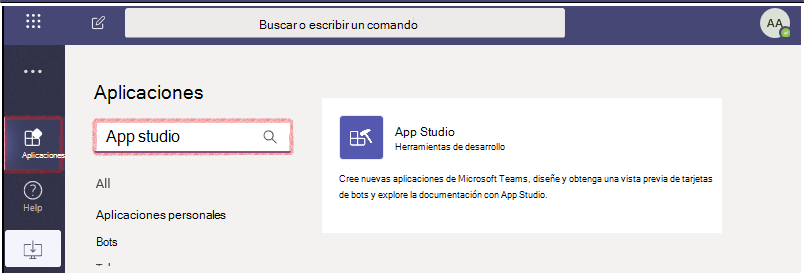 Buscar o escribir un comando
AA
Aplicaciones
App studio
App Studio
Herramientas de desarrollo
Cree nuevas aplicaciones de Microsoft Teams, diseñe y obtenga una vista previa de tarjetas
de bots y explore la documentación con App Studio.
Aplicaciones
All
Help
Aplicaciones personales
Bots